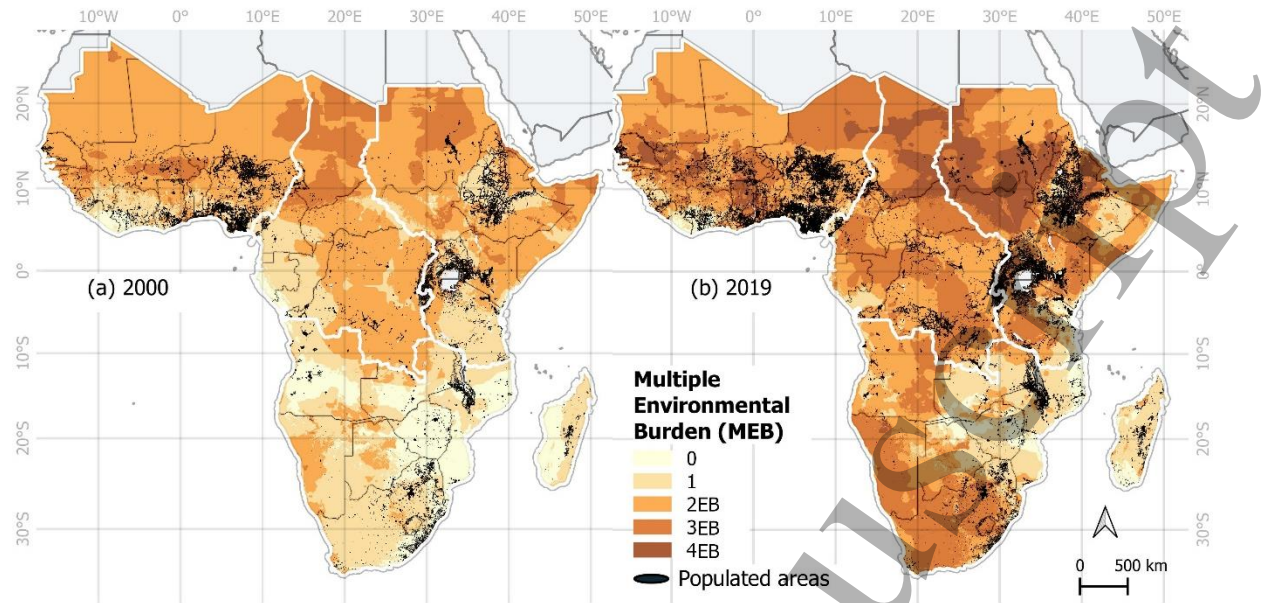 10°W 0° 10°E 20°E 30°E 40°E 50°E 10°W 0° 10°E 20°E 30°E 40°E 50°E
20°N 20°N
10°N 10°N
0° 0°
(a) 2000 (b) 2019
10°S 10°S
20°S 20°S
30°S 30°S
Multiple
Environmental
Burden (MEB)
0
1
2EB
3EB
4EB
Populated areas
0 500 km
uscript